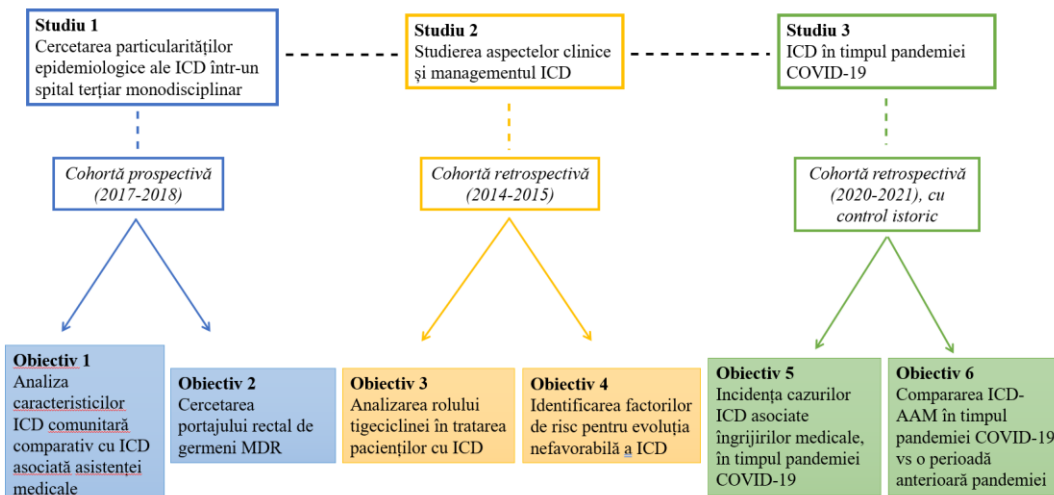 Studiu 1
Cercetarea particularităților
epidemiologice ale ICD într-un
spital terțiar monodisciplinar
Studiu 2
Studierea aspectelor clinice
și managementul ICD
Studiu 3
ICD în timpul pandemiei
COVID-19
Cohortă prospectivă
(2017-2018)
Cohortă retrospectivă
(2014-2015)
Cohortă retrospectivă
(2020-2021), cu
control istoric
Obiectiv 1
Analiza
caracteristicilor
ICD comunitară
comparativ cu ICD
asociată asistenței
medicale
Obiectiv 2
Cercetarea
portajului rectal de
germeni MDR
Obiectiv 3
Analizarea rolului
tigeciclinei în tratarea
pacienților cu ICD
Obiectiv 4
Identificarea factorilor
de risc pentru evoluția
nefavorabilă a ICD
Obiectiv 5
Incidența cazurilor
ICD asociate
îngrijirilor medicale,
în timpul pandemiei
COVID-19
Obiectiv 6
Compararea ICD-
AAM în timpul
pandemiei COVID-19
vs o perioadă
anterioară pandemiei